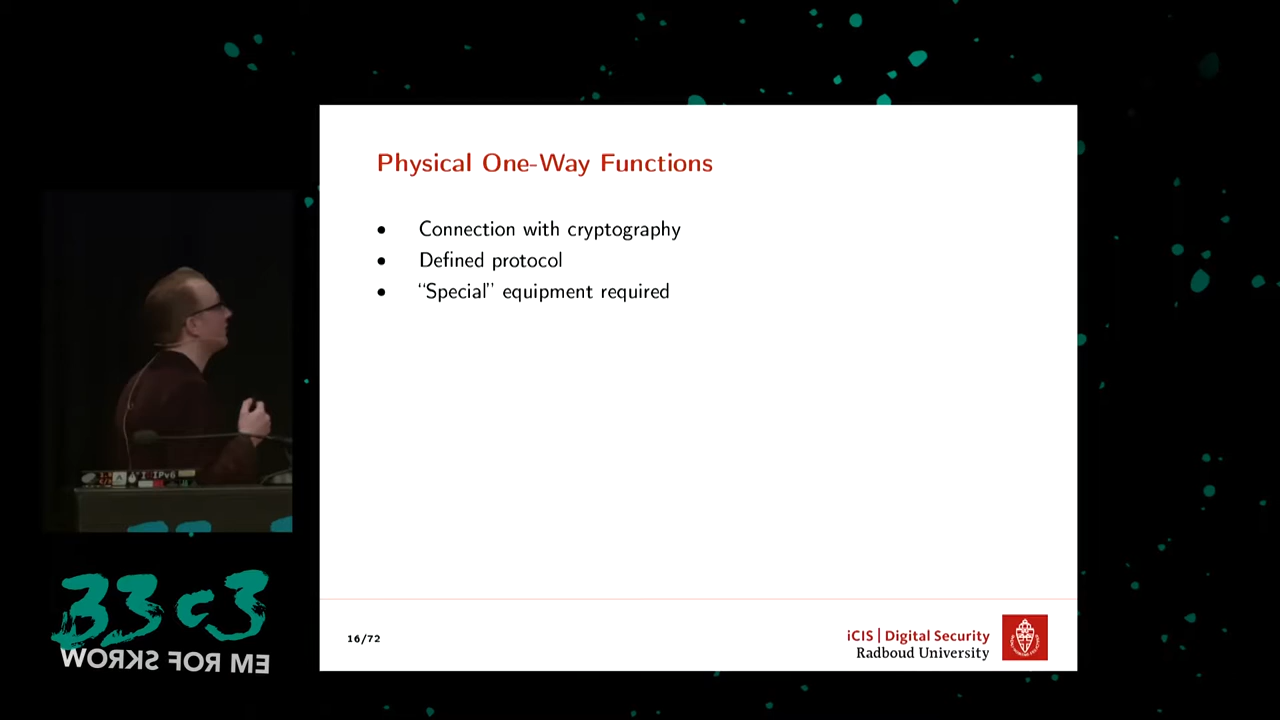 Physical One-Way Functions
• Connection with cryptography
• Defined protocol
• “Special” equipment required
IPv6
33c3
WORKS FOR ME
16/72
iCIS | Digital Security
Radboud University